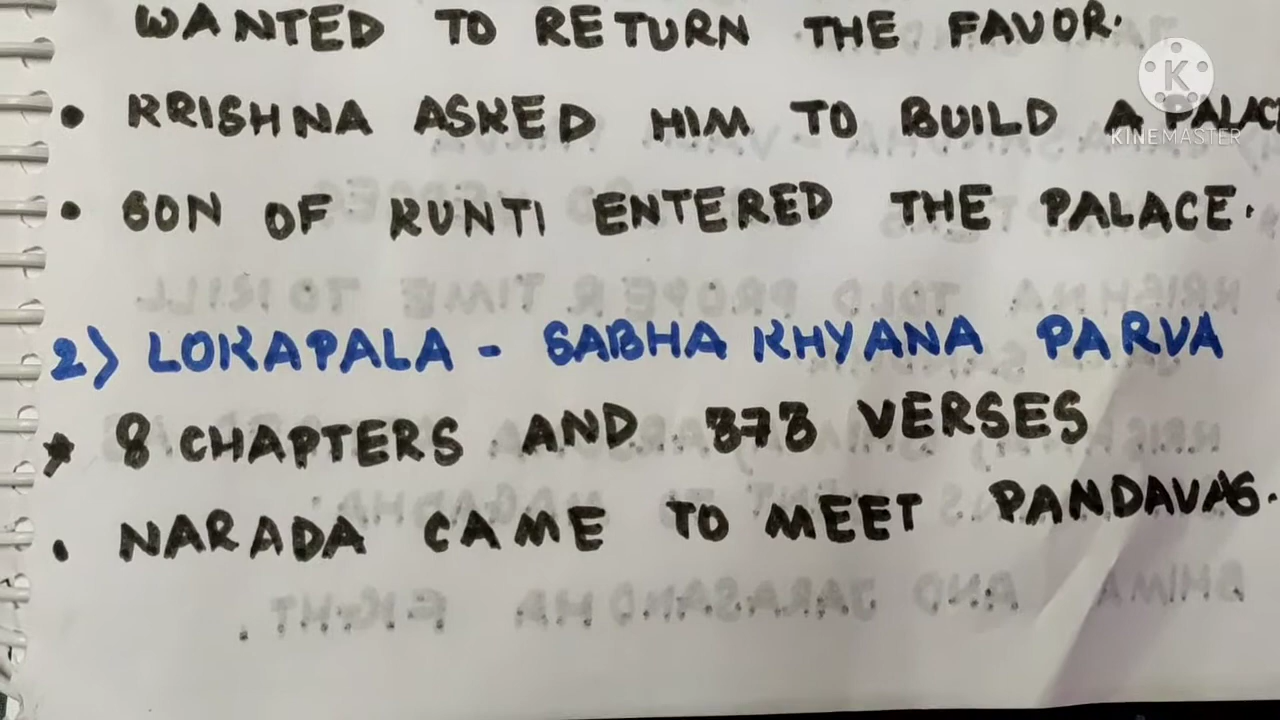 WANTED TO RETURN THE FAVOR.
• KRISHNA ASKED HIM TO BUILD A PALACE
• SON OF KUNTI ENTERED THE PALACE.
2) LOKAPALA - SABHA KHYANA PARVA
★ 8 CHAPTERS AND 373 VERSES
• NARADA CAME TO MEET PANDAVAS.
K
KINEMASTER